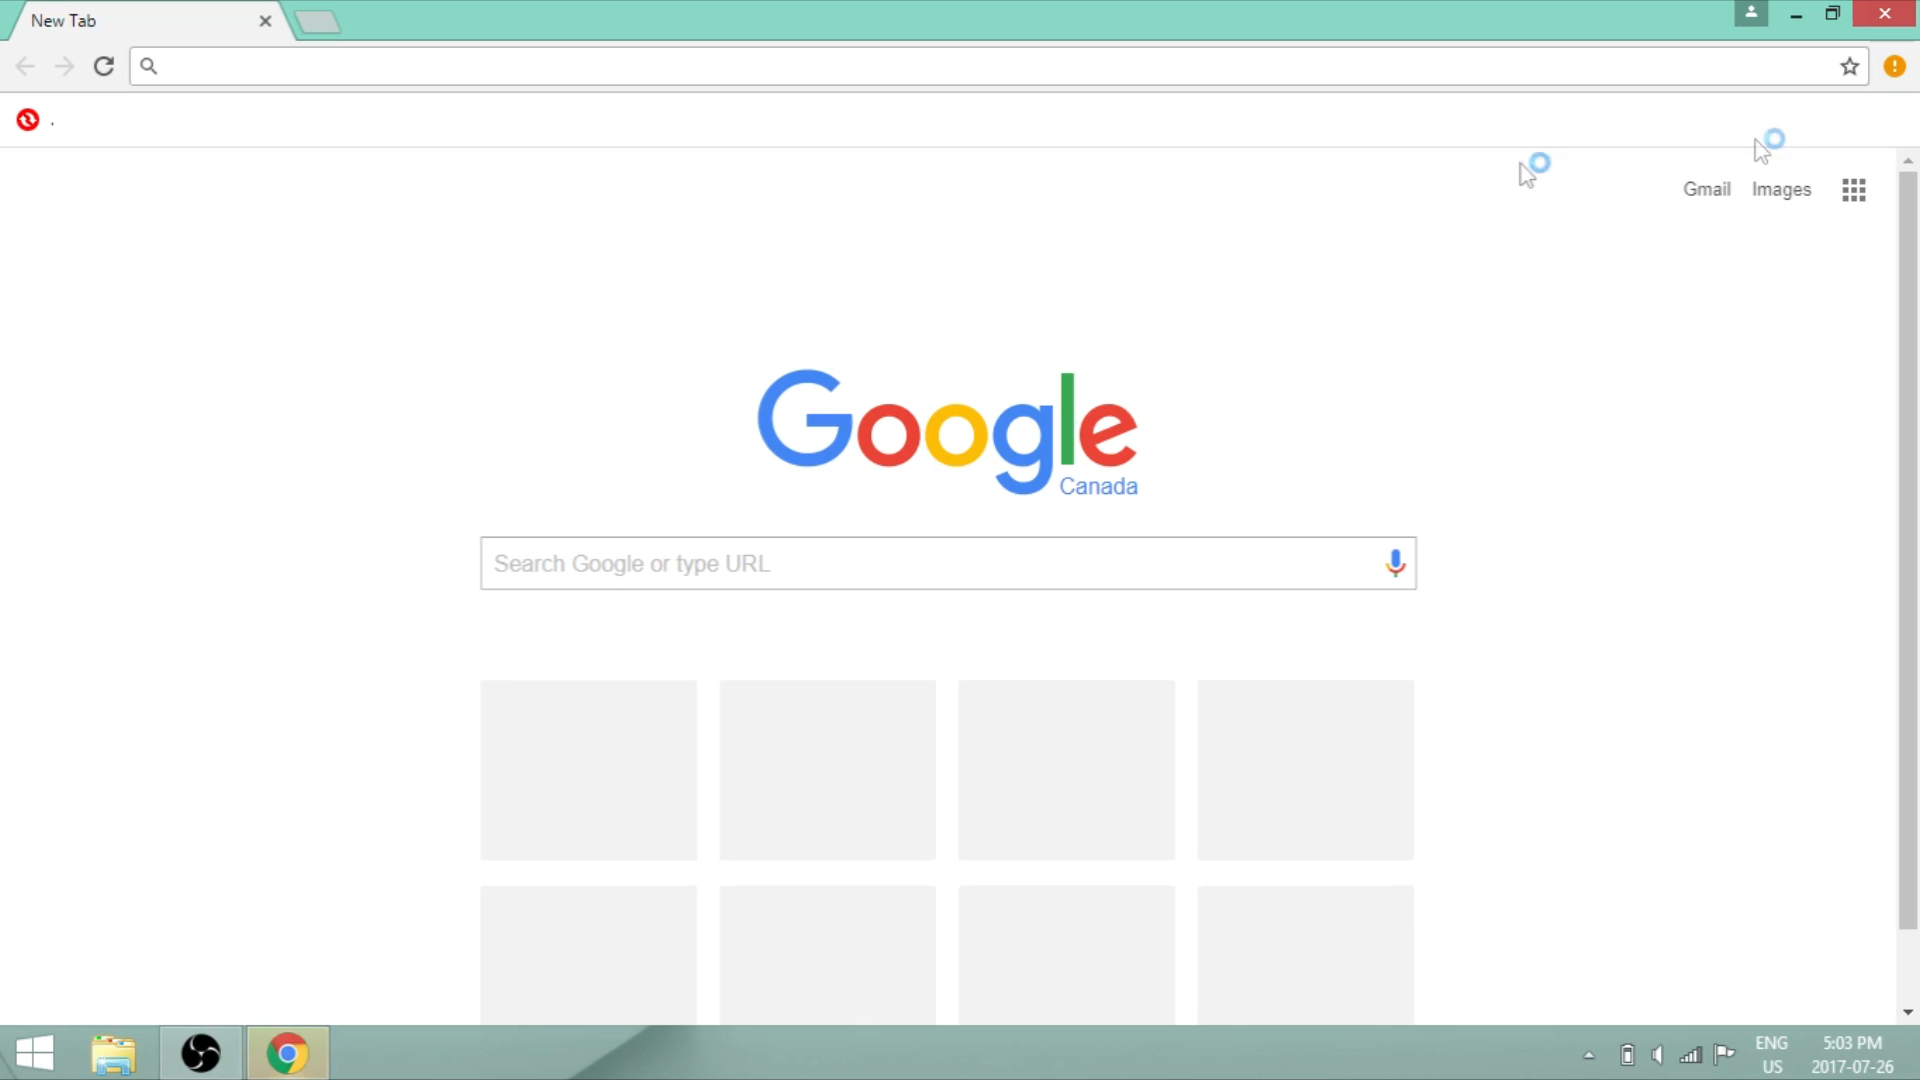 New Tab
.
Gmail Images
Google
Canada
Search Google or type URL
ENG 5:03 PM
US 2017-07-26